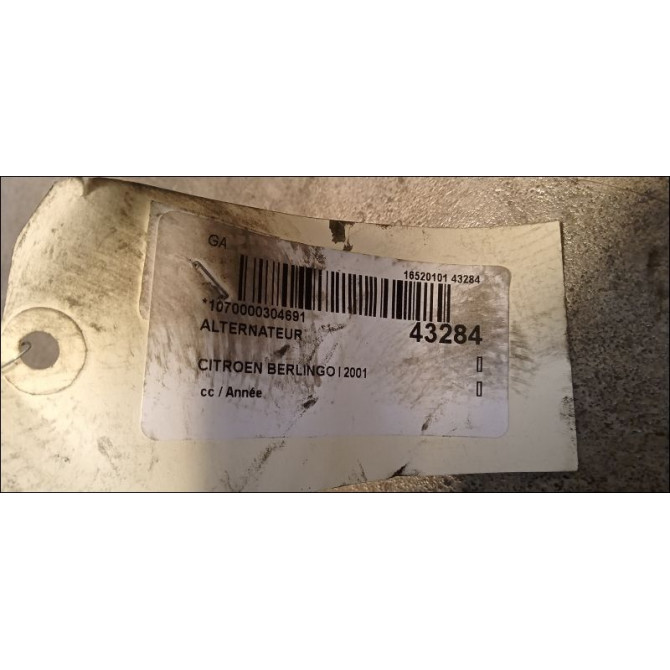 GA
16520101 43284
*1070000304691
ALTERNATEUR 43284
CITROEN BERLINGO I 2001
cc / Année